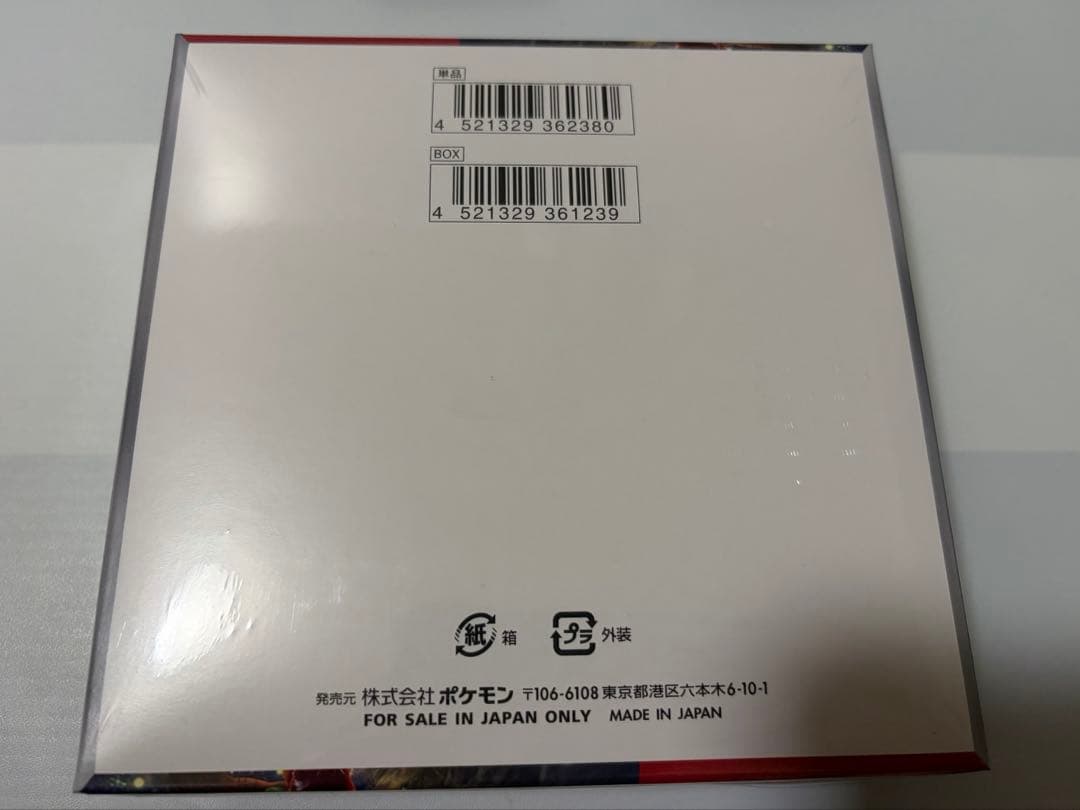 単品
4 521329 362380
BOX
4 521329 361239
紙 箱 プラ 外装
発売元 株式会社 ポケモン 〒106-6108 東京都港区六本木6-10-1
FOR SALE IN JAPAN ONLY MADE IN JAPAN